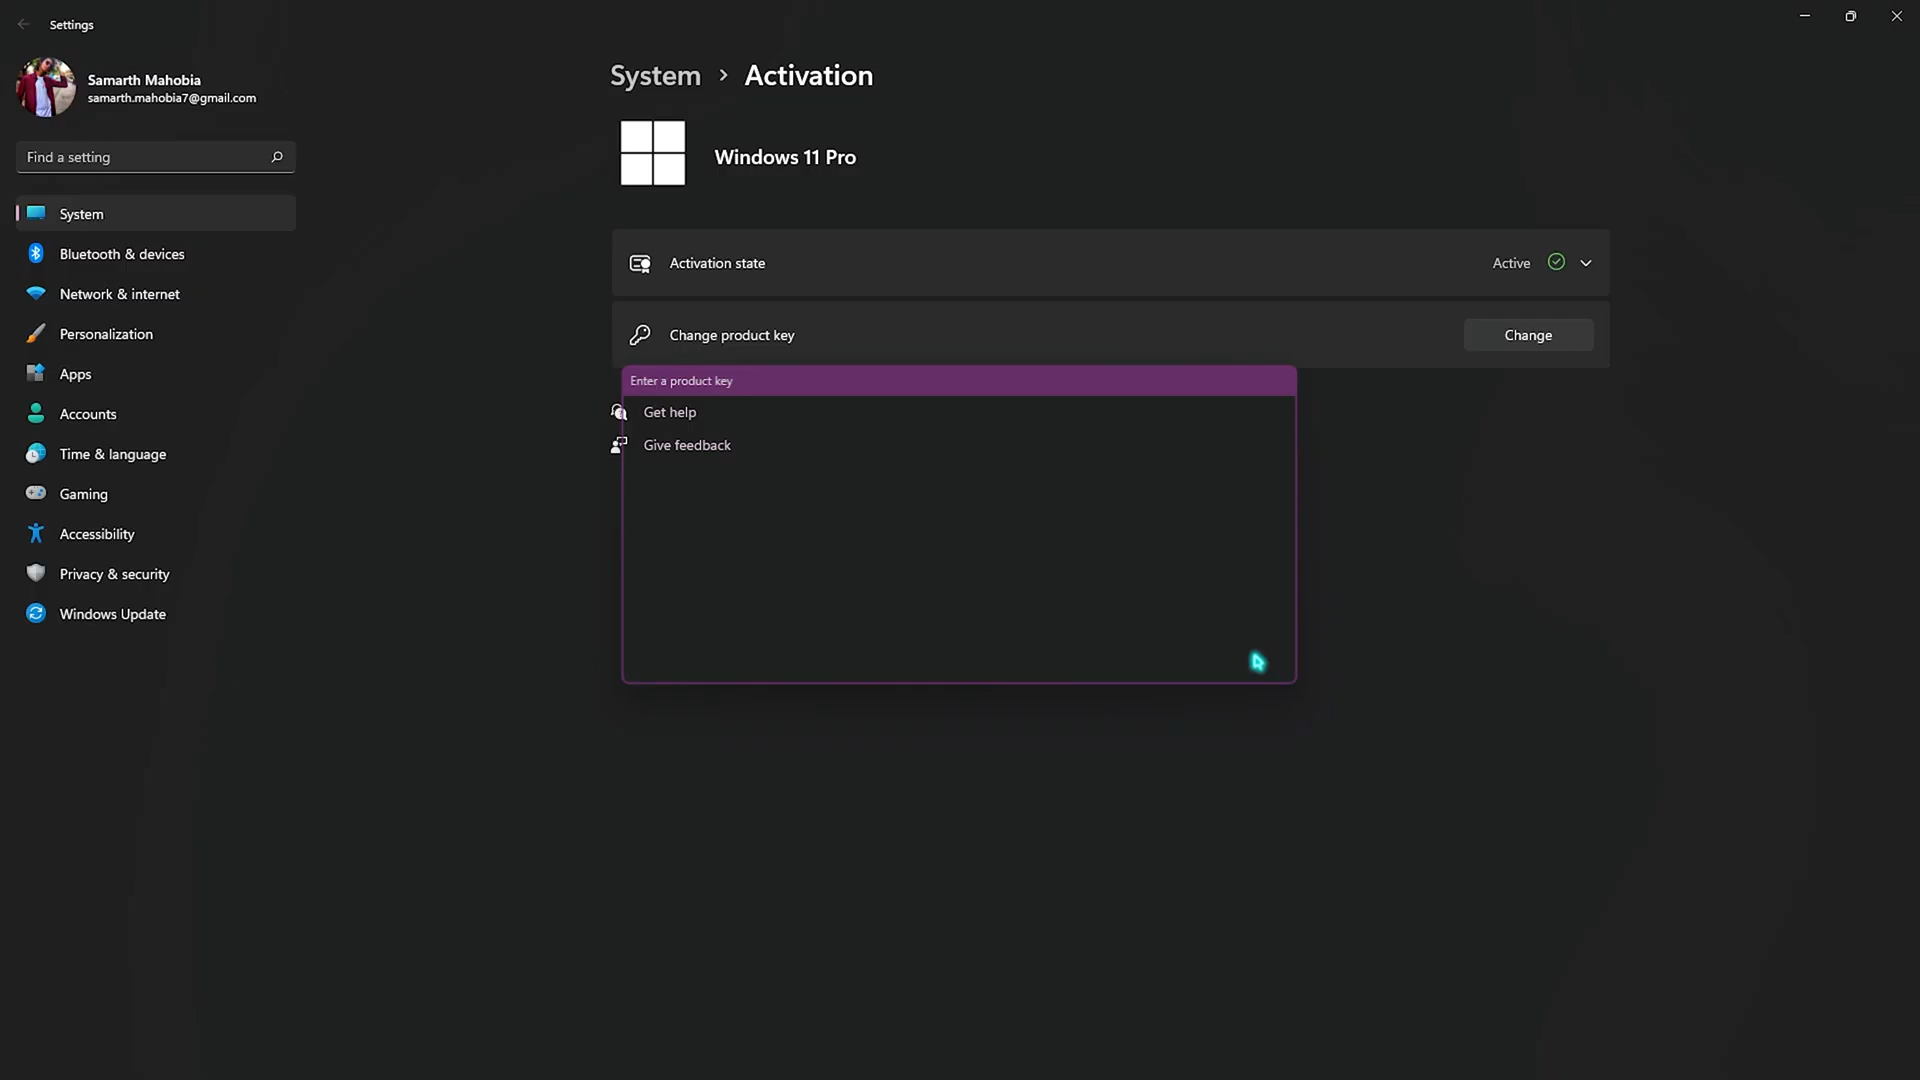 Settings
Samarth Mahobia
samarth.mahobia7@gmail.com
Find a setting
System
Bluetooth & devices
Network & internet
Personalization
Apps
Accounts
Time & language
Gaming
Accessibility
Privacy & security
Windows Update
System > Activation
Windows 11 Pro
Activation state
Active
Change product key
Change
Enter a product key
Get help
Give feedback